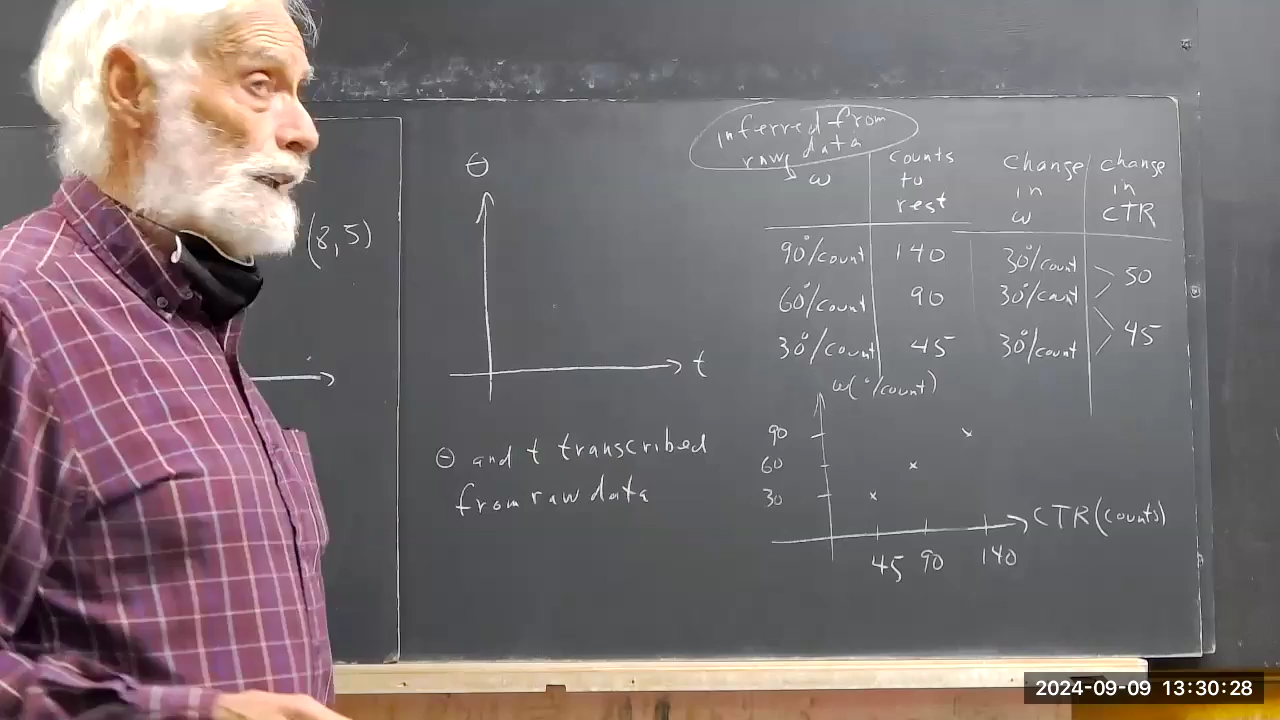 (8,5)
θ
t
θ and t transcribed
from raw data
inferred from
raw data
ω
counts
to
rest
change
in
ω
change
in
CTR
90°/count 140 30°/count
50
60°/count 90 30°/count
45
30°/count 45 30°/count
ω(°/count)
90
60
30
CTR(counts)
45 90 140
2024-09-09 13:30:28